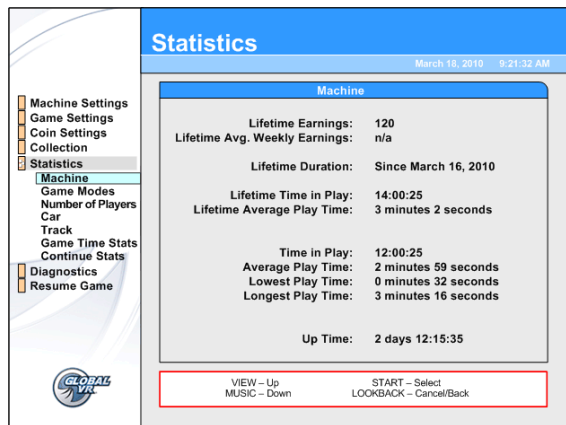 Statistics
March 18, 2010 9:21:32 AM
Machine Settings
Game Settings
Coin Settings
Collection
Statistics
Machine
Game Modes
Number of Players
Car
Track
Game Time Stats
Continue Stats
Diagnostics
Resume Game
GLOBAL
VR
Machine
Lifetime Earnings: 120
Lifetime Avg. Weekly Earnings: n/a
Lifetime Duration: Since March 16, 2010
Lifetime Time in Play: 14:00:25
Lifetime Average Play Time: 3 minutes 2 seconds
Time in Play: 12:00:25
Average Play Time: 2 minutes 59 seconds
Lowest Play Time: 0 minutes 32 seconds
Longest Play Time: 3 minutes 16 seconds
Up Time: 2 days 12:15:35
VIEW – Up START – Select
MUSIC – Down LOOKBACK – Cancel/Back